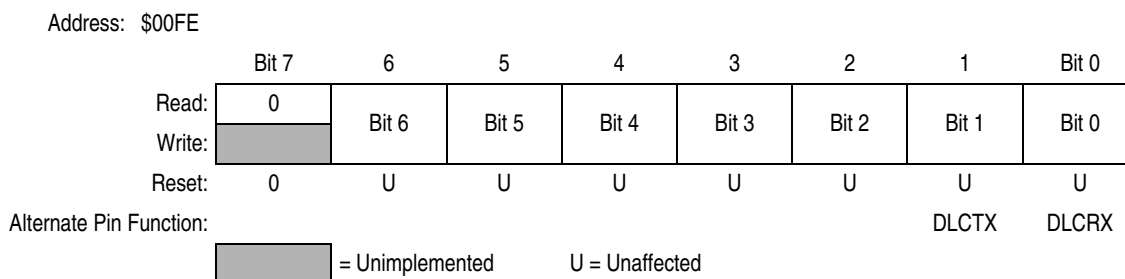 Address: $00FE
Bit 7 6 5 4 3 2 1 Bit 0
Read: 0 Bit 6 Bit 5 Bit 4 Bit 3 Bit 2 Bit 1 Bit 0
Write:
Reset: 0 U U U U U U U
Alternate Pin Function: DLCTX DLCRX
= Unimplemented U = Unaffected